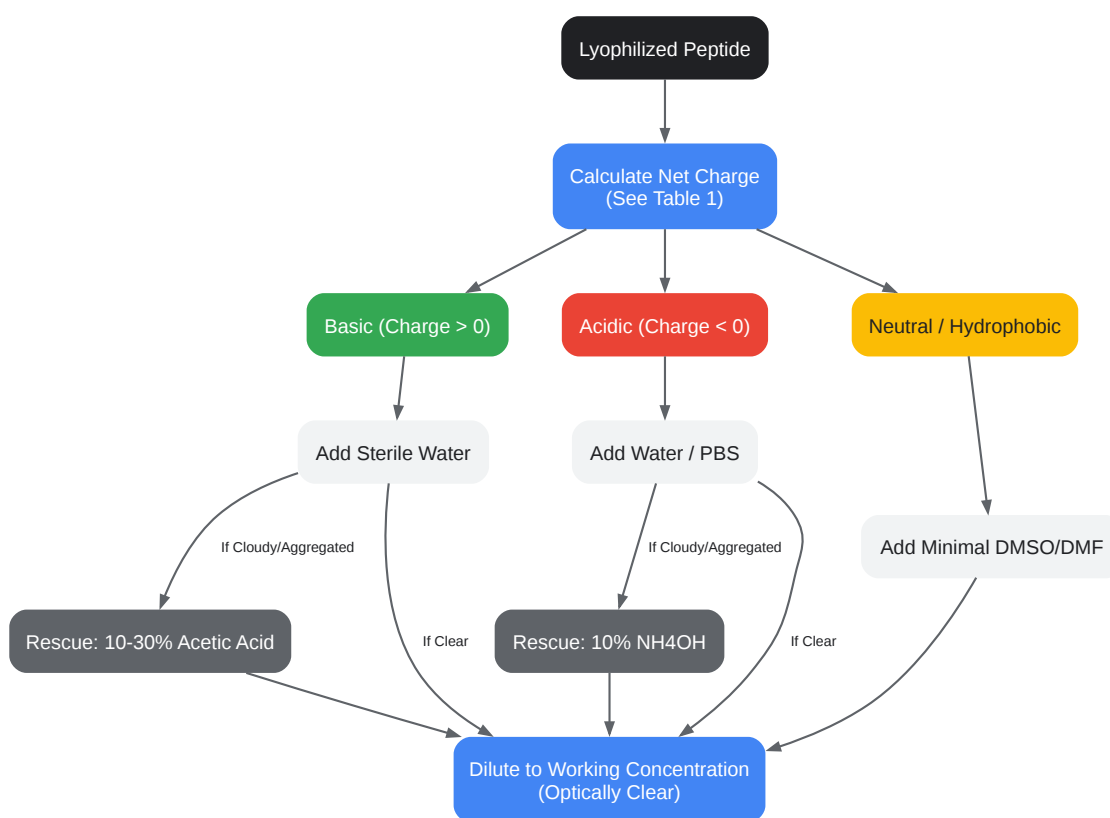 Lyophilized Peptide
Calculate Net Charge
(See Table 1)
Basic (Charge > 0)
Acidic (Charge < 0)
Neutral / Hydrophobic
Add Sterile Water
Add Water / PBS
If Cloudy/Aggregated
If Cloudy/Aggregated
Add Minimal DMSO/DMF
Rescue: 10-30% Acetic Acid
If Clear
Rescue: 10% NH4OH
If Clear
Dilute to Working Concentration
(Optically Clear)